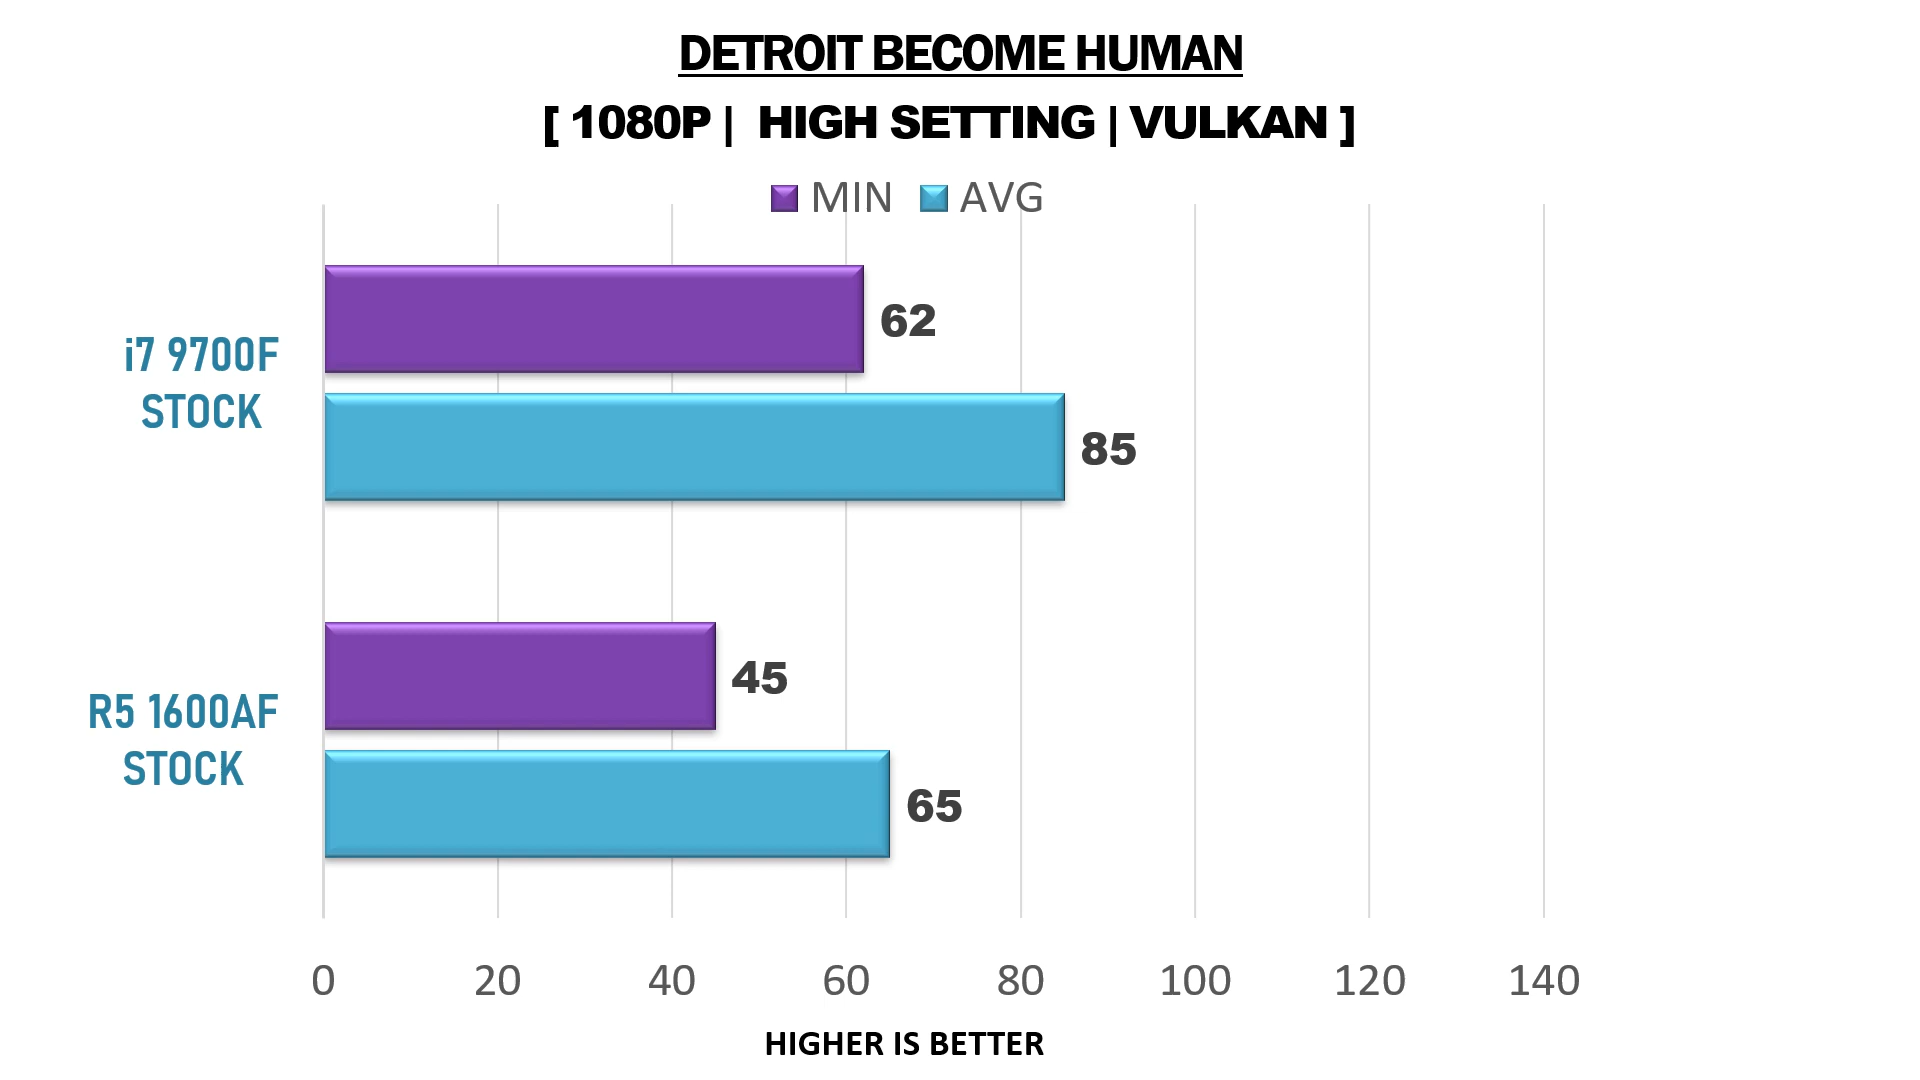 DETROIT BECOME HUMAN
[ 1080P | HIGH SETTING | VULKAN ]
MIN AVG
i7 9700F
STOCK
62
85
R5 1600AF
STOCK
45
65
0 20 40 60 80 100 120 140
HIGHER IS BETTER